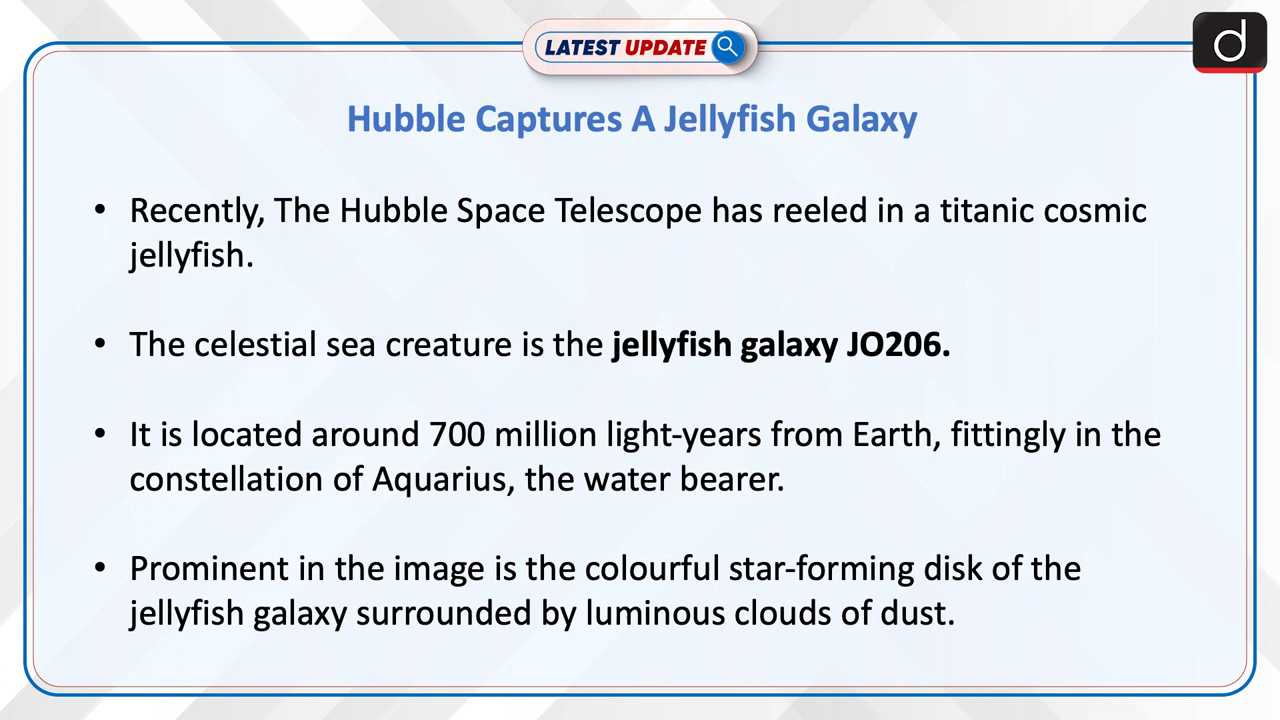 LATEST UPDATE
d
Hubble Captures A Jellyfish Galaxy
• Recently, The Hubble Space Telescope has reeled in a titanic cosmic
jellyfish.
• The celestial sea creature is the jellyfish galaxy JO206.
• It is located around 700 million light-years from Earth, fittingly in the
constellation of Aquarius, the water bearer.
• Prominent in the image is the colourful star-forming disk of the
jellyfish galaxy surrounded by luminous clouds of dust.